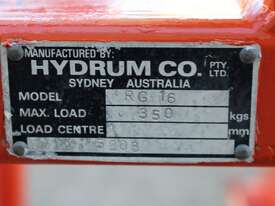 MANUFACTURED BY:
HYDRUM CO. PTY. LTD.
SYDNEY AUSTRALIA
MODEL RG 16
MAX. LOAD 350 kgs
LOAD CENTRE mm